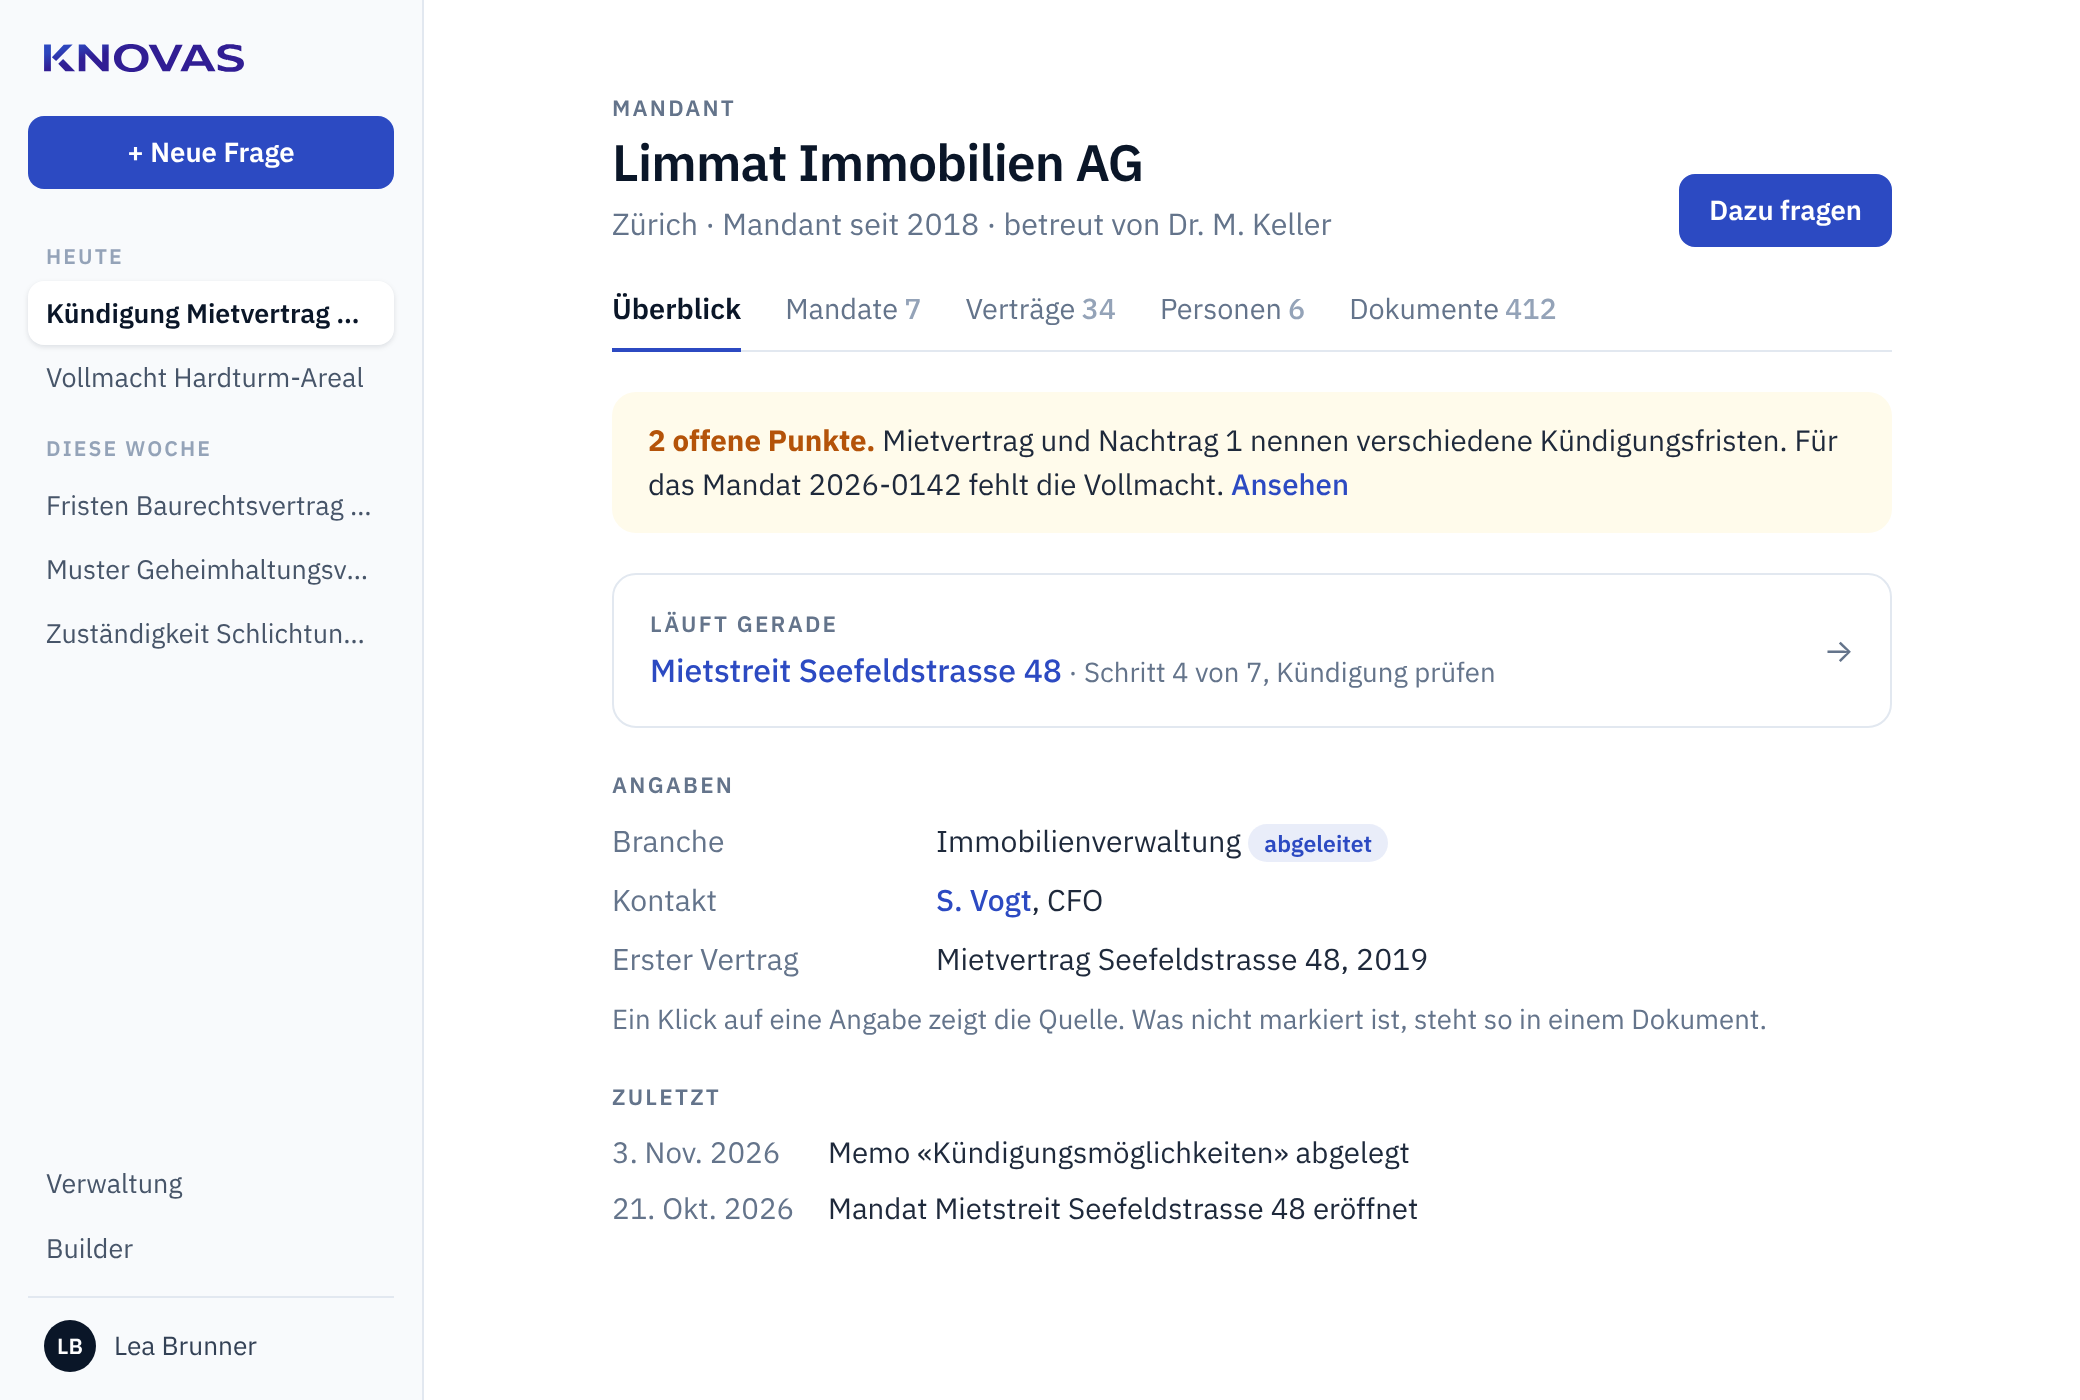 KNOVAS
+ Neue Frage
HEUTE
Kündigung Mietvertrag ...
Vollmacht Hardturm-Areal
DIESE WOCHE
Fristen Baurechtsvertrag ...
Muster Geheimhaltungsv...
Zuständigkeit Schlichtun...
Verwaltung
Builder
LB Lea Brunner
MANDANT
Limmat Immobilien AG
Zürich · Mandant seit 2018 · betreut von Dr. M. Keller
Dazu fragen
Überblick Mandate 7 Verträge 34 Personen 6 Dokumente 412
2 offene Punkte. Mietvertrag und Nachtrag 1 nennen verschiedene Kündigungsfristen. Für
das Mandat 2026-0142 fehlt die Vollmacht. Ansehen
LÄUFT GERADE
Mietstreit Seefeldstrasse 48 · Schritt 4 von 7, Kündigung prüfen
→
ANGABEN
Branche Immobilienverwaltung abgeleitet
Kontakt S. Vogt, CFO
Erster Vertrag Mietvertrag Seefeldstrasse 48, 2019
Ein Klick auf eine Angabe zeigt die Quelle. Was nicht markiert ist, steht so in einem Dokument.
ZULETZT
3. Nov. 2026 Memo «Kündigungsmöglichkeiten» abgelegt
21. Okt. 2026 Mandat Mietstreit Seefeldstrasse 48 eröffnet